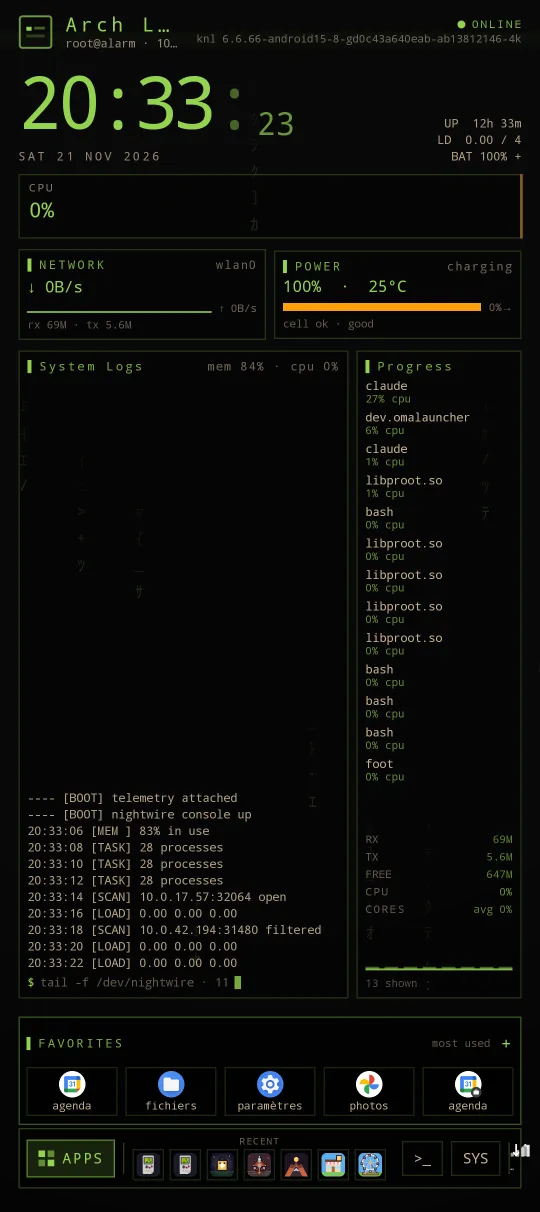 Arch L…
ONLINE
root@alarm · 10…
knl 6.6.66-android15-8-gd0c43a640eab-ab13812146-4k
20:33:23
UP 12h 33m
LD 0.00 / 4
SAT 21 NOV 2026
BAT 100% +
CPU
0%
NETWORK wlan0
↓ 0B/s
↑ 0B/s
rx 69M · tx 5.6M
POWER charging
100% · 25°C
0%→
cell ok · good
System Logs mem 84% · cpu 0%
---- [BOOT] telemetry attached
---- [BOOT] nightwire console up
20:33:06 [MEM ] 83% in use
20:33:08 [TASK] 28 processes
20:33:10 [TASK] 28 processes
20:33:12 [TASK] 28 processes
20:33:14 [SCAN] 10.0.17.57:32064 open
20:33:16 [LOAD] 0.00 0.00 0.00
20:33:18 [SCAN] 10.0.42.194:31480 filtered
20:33:20 [LOAD] 0.00 0.00 0.00
20:33:22 [LOAD] 0.00 0.00 0.00
$ tail -f /dev/nightwire · 11
Progress
claude
27% cpu
dev.omalauncher
6% cpu
claude
1% cpu
libproot.so
1% cpu
bash
0% cpu
libproot.so
0% cpu
libproot.so
0% cpu
libproot.so
0% cpu
libproot.so
0% cpu
bash
0% cpu
bash
0% cpu
bash
0% cpu
foot
0% cpu
RX 69M
TX 5.6M
FREE 647M
CPU 0%
CORES avg 0%
13 shown
FAVORITES most used +
31 31
agenda fichiers paramètres photos agenda
RECENT
APPS >_ SYS